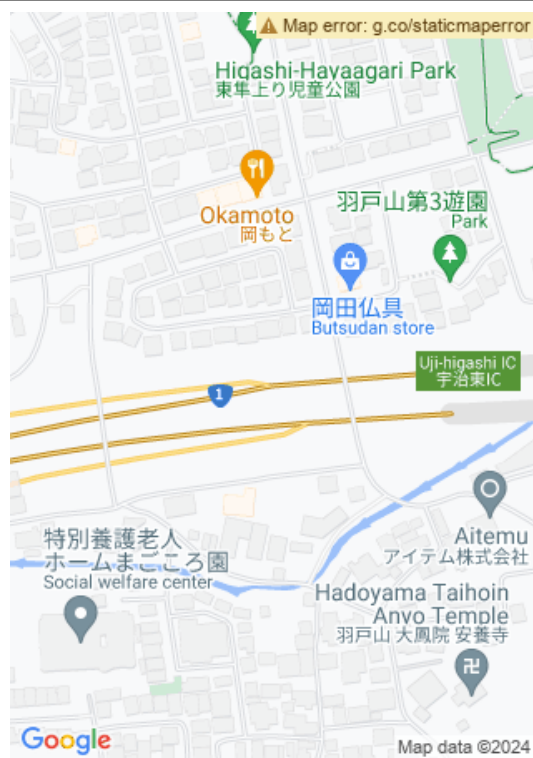 Map error: g.co/staticmaperror
Higashi-Hayaagari Park
東隼上り児童公園
Okamoto
岡もと
羽戸山第3遊園
Park
岡田仏具
Butsudan store
Uji-higashi IC
宇治東IC
1
特別養護老人
ホームまごころ園
Social welfare center
Aitemu
アイテム株式会社
Hadoyama Taihoin
Anyo Temple
羽戸山 大鳳院 安養寺
卍
Google
Map data ©2024